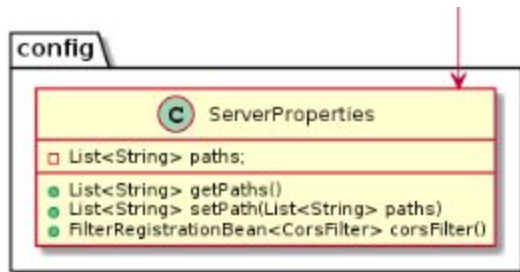 config
C ServerProperties
List<String> paths;
List<String> getPaths()
List<String> setPath(List<String> paths)
FilterRegistrationBean<CorsFilter> corsFilter()